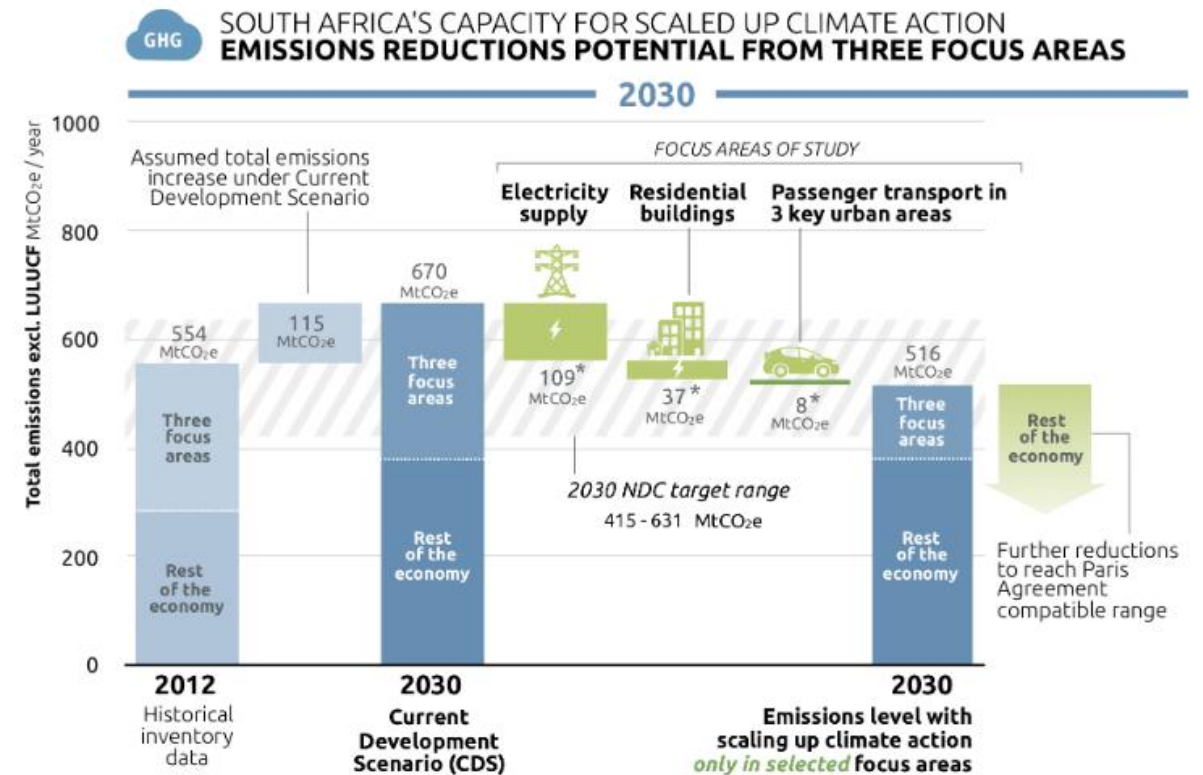 GHG
SOUTH AFRICA'S CAPACITY FOR SCALED UP CLIMATE ACTION
EMISSIONS REDUCTIONS POTENTIAL FROM THREE FOCUS AREAS
2030
Total emissions excl. LULUCF MtCO₂e / year
1000
800
600
400
200
0
Assumed total emissions
increase under Current
Development Scenario
FOCUS AREAS OF STUDY
Electricity
supply
Residential
buildings
Passenger transport in
3 key urban areas
554
MtCO₂e
Three
focus
areas
Rest
of the
economy
115
MtCO₂e
670
MtCO₂e
Three
focus
areas
Rest
of the
economy
109*
MtCO₂e
37*
MtCO₂e
8*
MtCO₂e
2030 NDC target range
415 - 631 MtCO₂e
516
MtCO₂e
Three
focus
areas
Rest
of the
economy
Rest
of the
economy
Further reductions
to reach Paris
Agreement
compatible range
2012
Historical
inventory
data
2030
Current
Development
Scenario (CDS)
2030
Emissions level with
scaling up climate action
only in selected focus areas